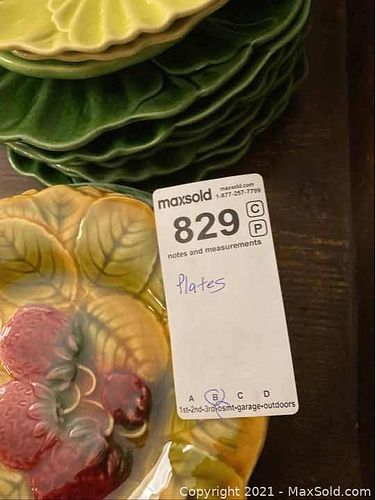 maxsold
maxsold.com
1-877-257-7799
829
C
P
notes and measurements
Plates
A B C D
1st-2nd-3rd-bsmt-garage-outdoors
Copyright 2021 - MaxSold.com